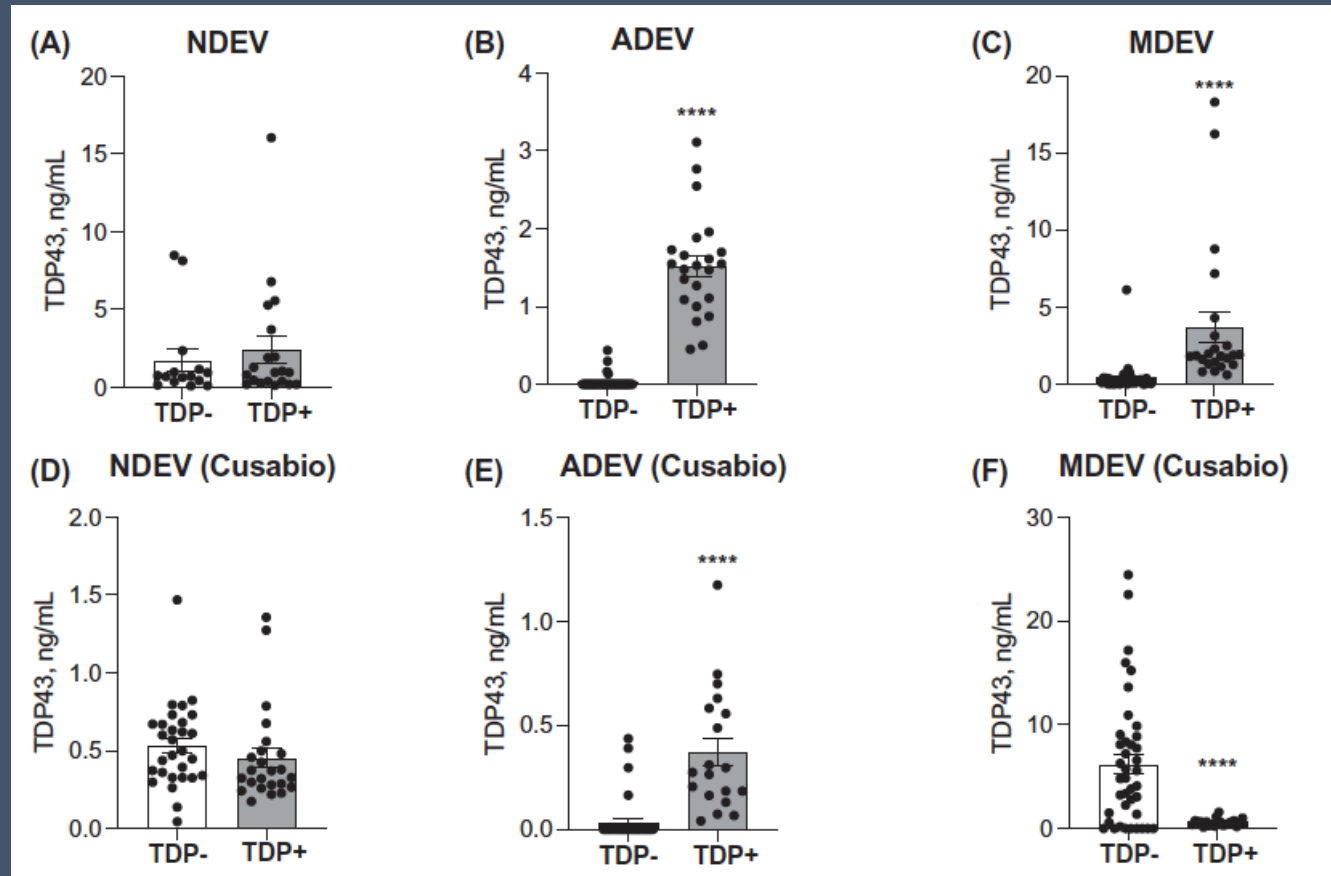 (A) NDEV
20
15
10
5
0
TDP43, ng/mL
TDP- TDP+
(B) ADEV
4
3
2
1
0
TDP43, ng/mL
****
TDP- TDP+
(C) MDEV
20
15
10
5
0
TDP43, ng/mL
****
TDP- TDP+
(D) NDEV (Cusabio)
2.0
1.5
1.0
0.5
0.0
TDP43, ng/mL
TDP- TDP+
(E) ADEV (Cusabio)
1.5
1.0
0.5
0.0
TDP43, ng/mL
****
TDP- TDP+
(F) MDEV (Cusabio)
30
20
10
0
TDP43, ng/mL
****
TDP- TDP+